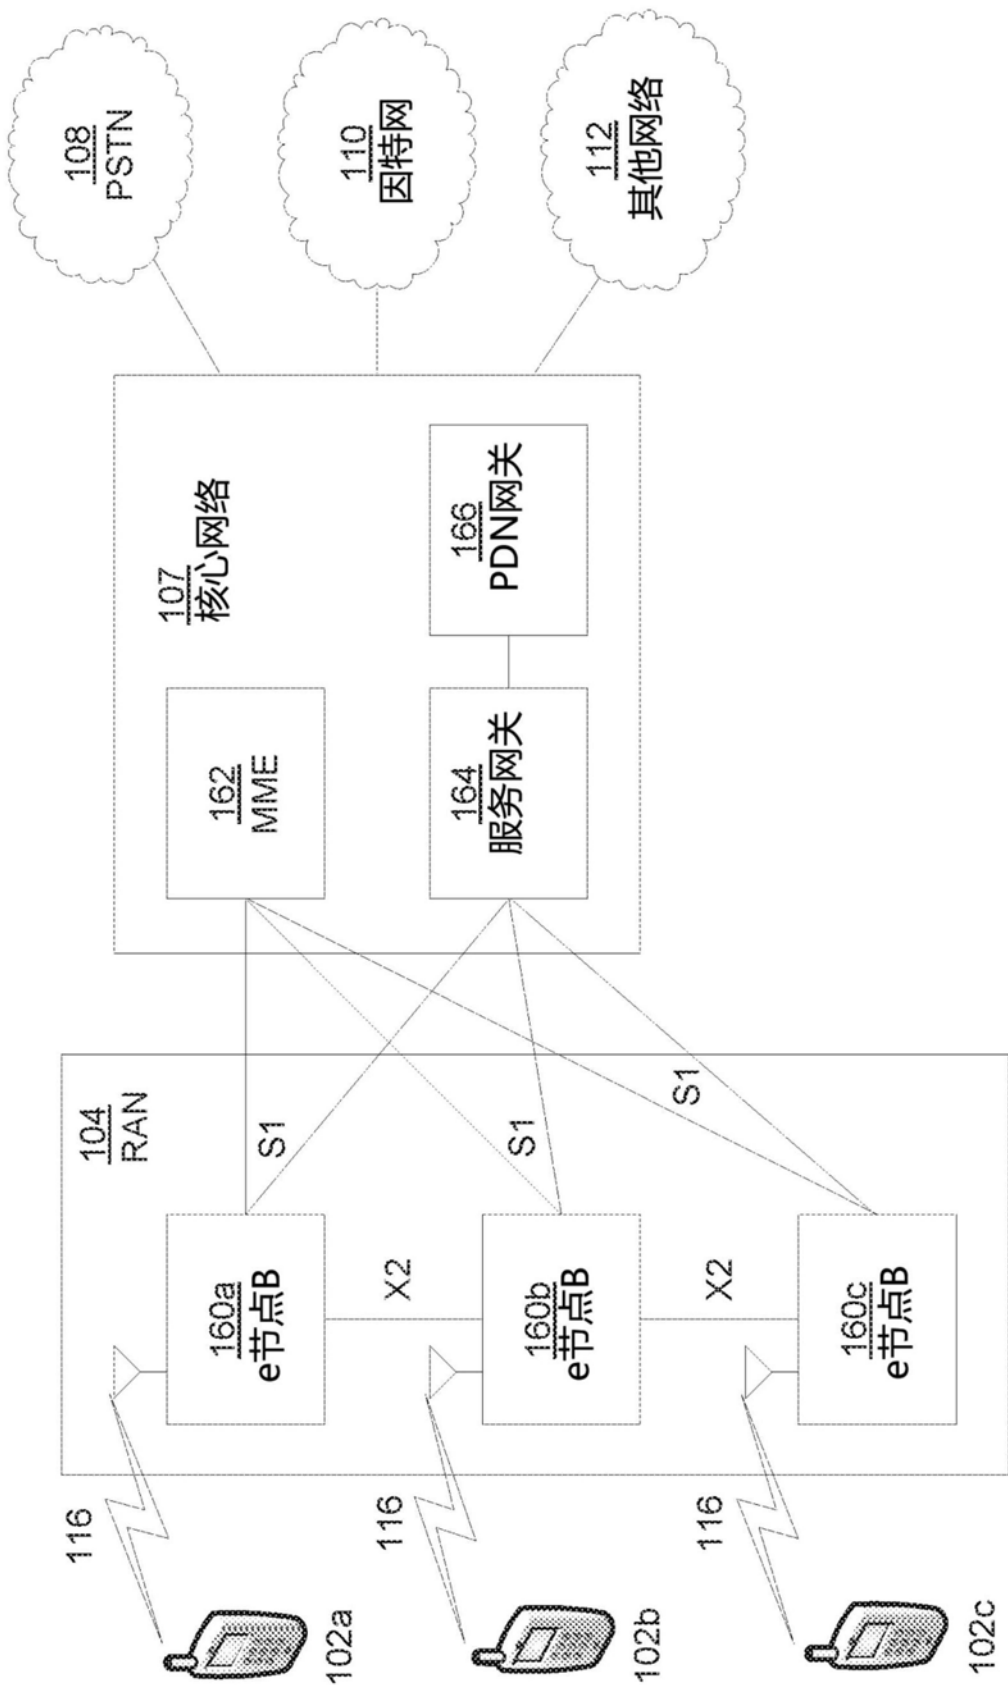 102a
116
104
RAN
160a
e节点B
S1
X2
102b
116
160b
e节点B
S1
X2
102c
116
160c
e节点B
S1
107
核心网络
162
MME
164
服务网关
166
PDN网关
108
PSTN
110
因特网
112
其他网络